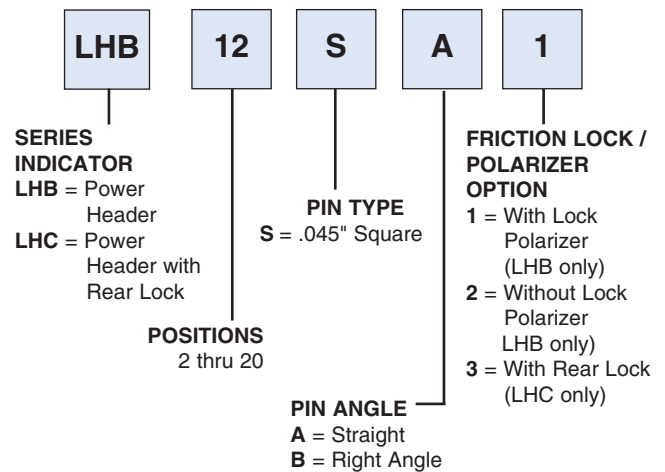 LHB 12 S A 1
SERIES
INDICATOR
LHB = Power
Header
LHC = Power
Header with
Rear Lock
POSITIONS
2 thru 20
PIN TYPE
S = .045" Square
PIN ANGLE
A = Straight
B = Right Angle
FRICTION LOCK /
POLARIZER
OPTION
1 = With Lock
Polarizer
(LHB only)
2 = Without Lock
Polarizer
LHB only)
3 = With Rear Lock
(LHC only)